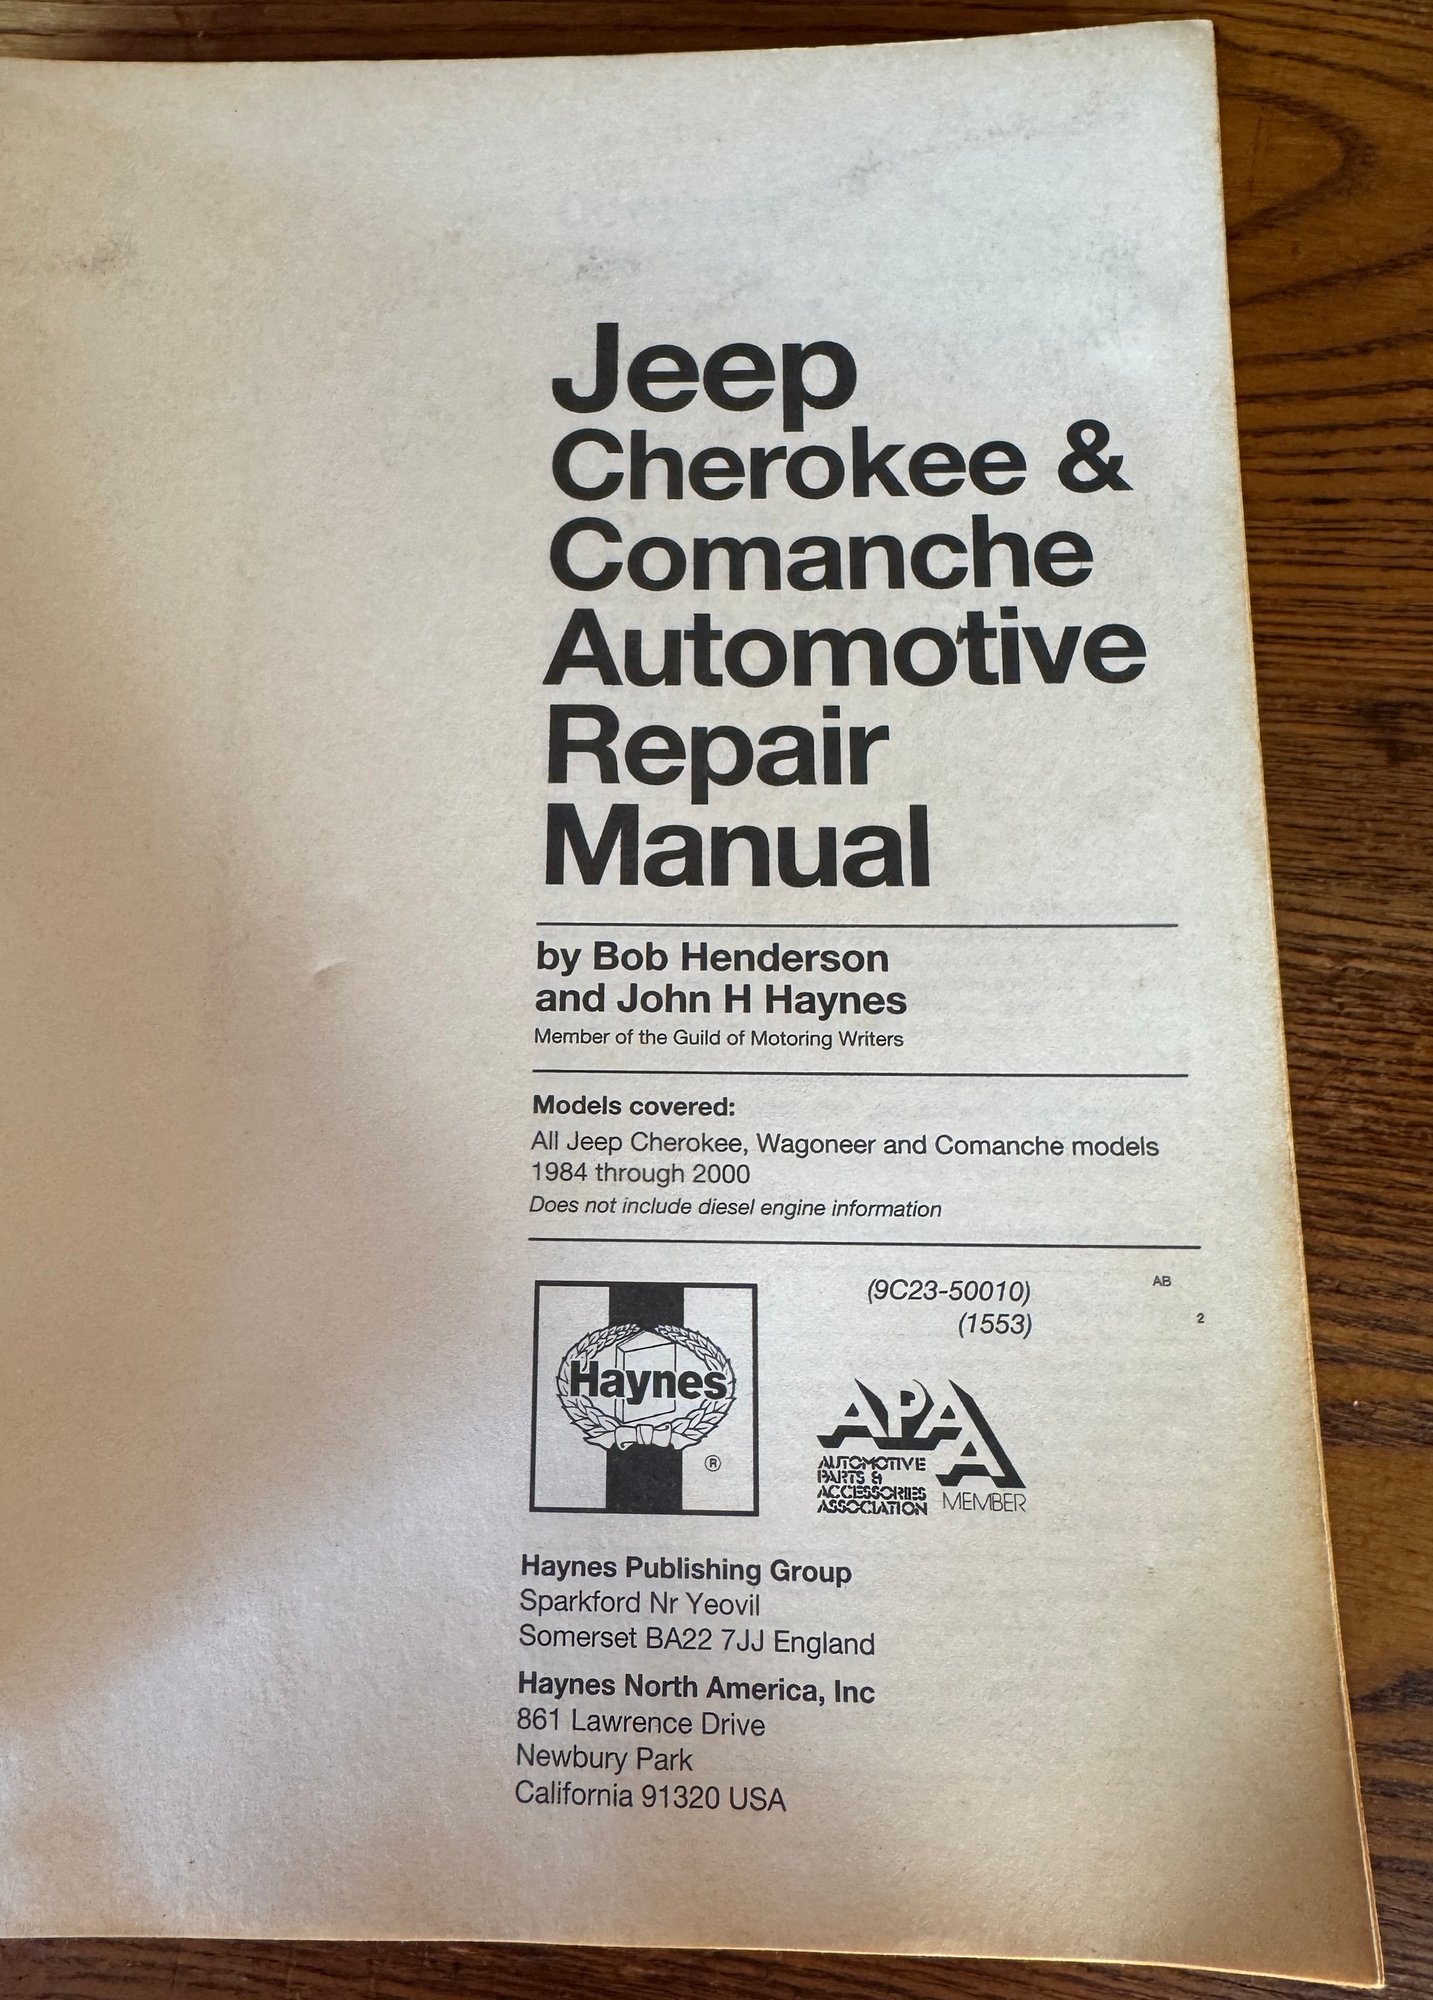 Jeep
Cherokee &
Comanche
Automotive
Repair
Manual
by Bob Henderson
and John H Haynes
Member of the Guild of Motoring Writers
Models covered:
All Jeep Cherokee, Wagoneer and Comanche models
1984 through 2000
Does not include diesel engine information
(9C23-50010)
(1553)
AB
2
Haynes
®
APAA
AUTOMOTIVE
PARTS &
ACCESSORIES
ASSOCIATION
MEMBER
Haynes Publishing Group
Sparkford Nr Yeovil
Somerset BA22 7JJ England
Haynes North America, Inc
861 Lawrence Drive
Newbury Park
California 91320 USA